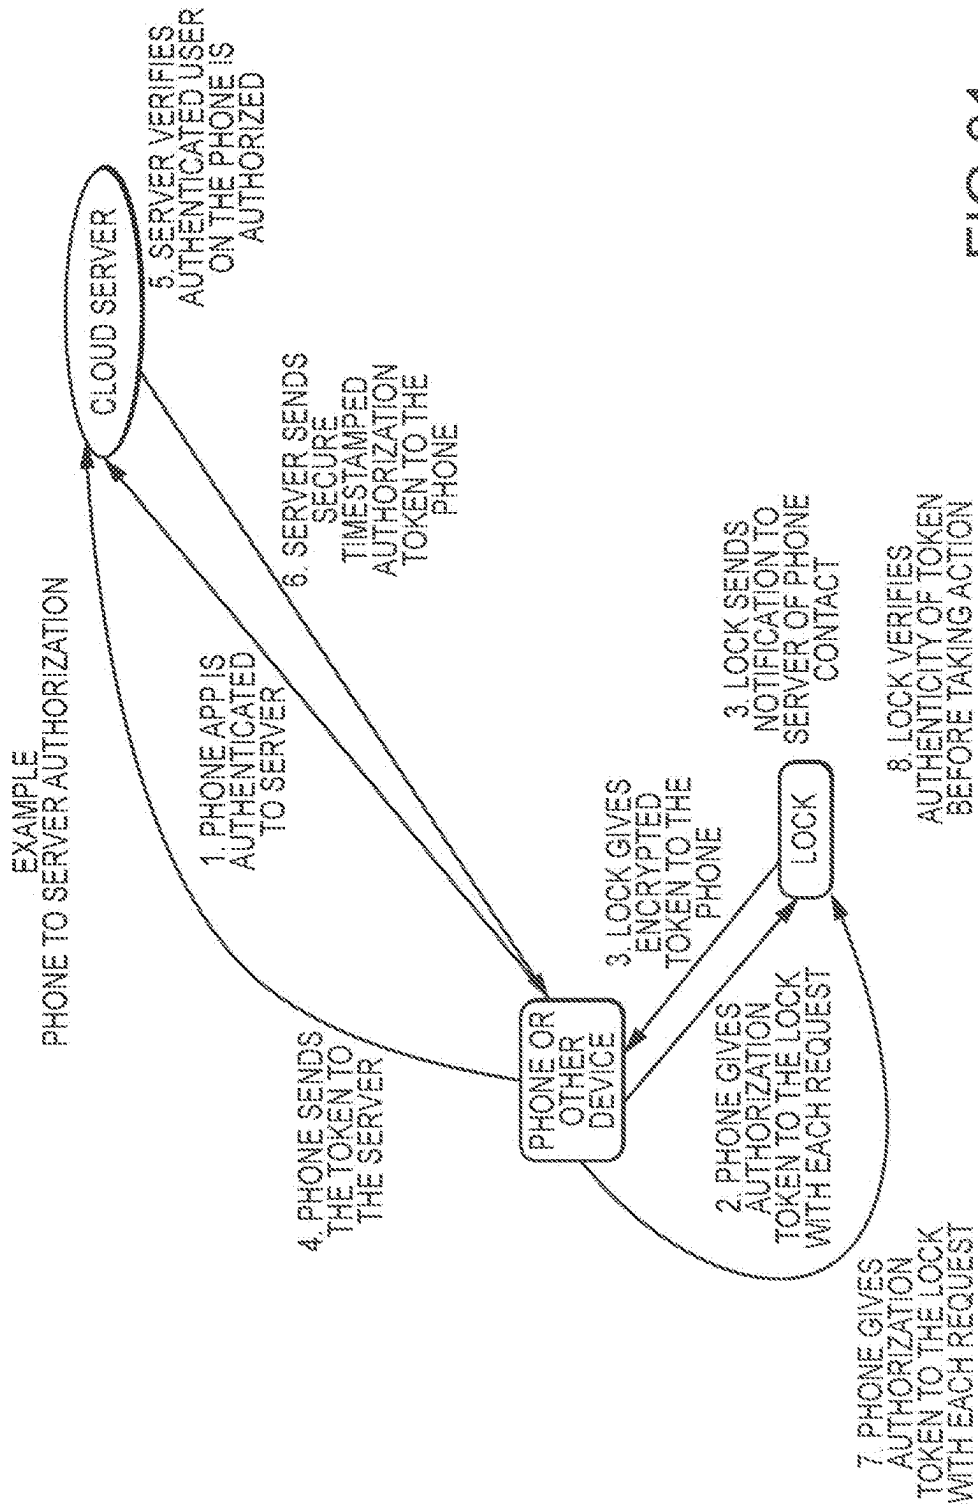 EXAMPLE
PHONE TO SERVER AUTHORIZATION
CLOUD SERVER
5. SERVER VERIFIES
AUTHENTICATED USER
ON THE PHONE IS
AUTHORIZED
6. SERVER SENDS
SECURE
TIMESTAMPED
AUTHORIZATION
TOKEN TO THE
PHONE
1. PHONE APP IS
AUTHENTICATED
TO SERVER
4. PHONE SENDS
THE TOKEN TO
THE SERVER
PHONE OR
OTHER
DEVICE
3. LOCK GIVES
ENCRYPTED
TOKEN TO THE
PHONE
3. LOCK SENDS
NOTIFICATION TO
SERVER OF PHONE
CONTACT
LOCK
2. PHONE GIVES
AUTHORIZATION
TOKEN TO THE LOCK
WITH EACH REQUEST
8. LOCK VERIFIES
AUTHENTICITY OF TOKEN
BEFORE TAKING ACTION
7. PHONE GIVES
AUTHORIZATION
TOKEN TO THE LOCK
WITH EACH REQUEST